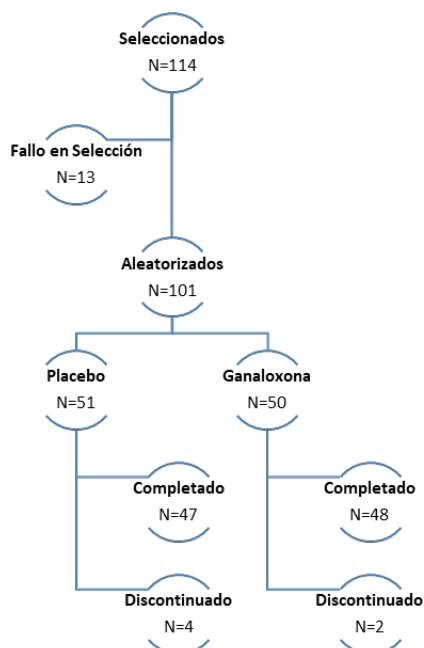 Seleccionados
N=114
Fallo en Selección
N=13
Aleatorizados
N=101
Placebo
N=51
Ganaloxona
N=50
Completado
N=47
Completado
N=48
Discontinuado
N=4
Discontinuado
N=2